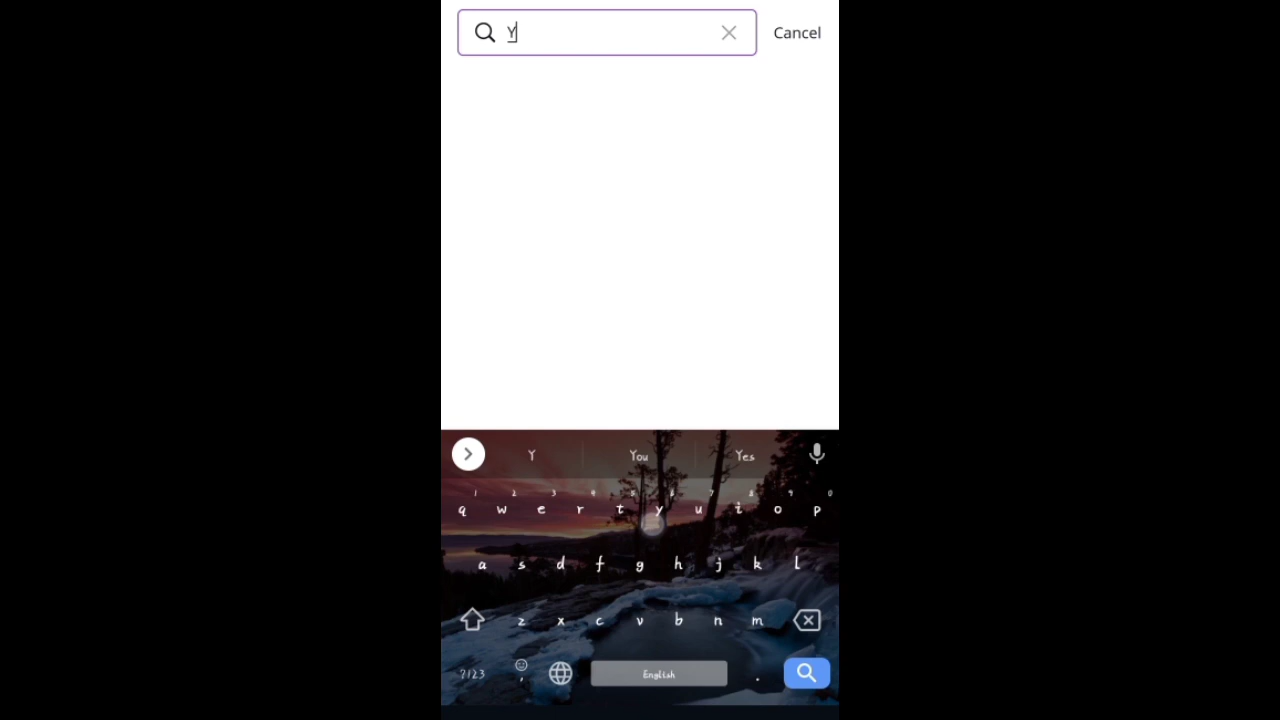 Y Cancel
Y You Yes
1 2 3 4 5 6 7 8 9 0
q w e r t y u i o p
a s d f g h j k l
z x c v b n m
?123 , English .